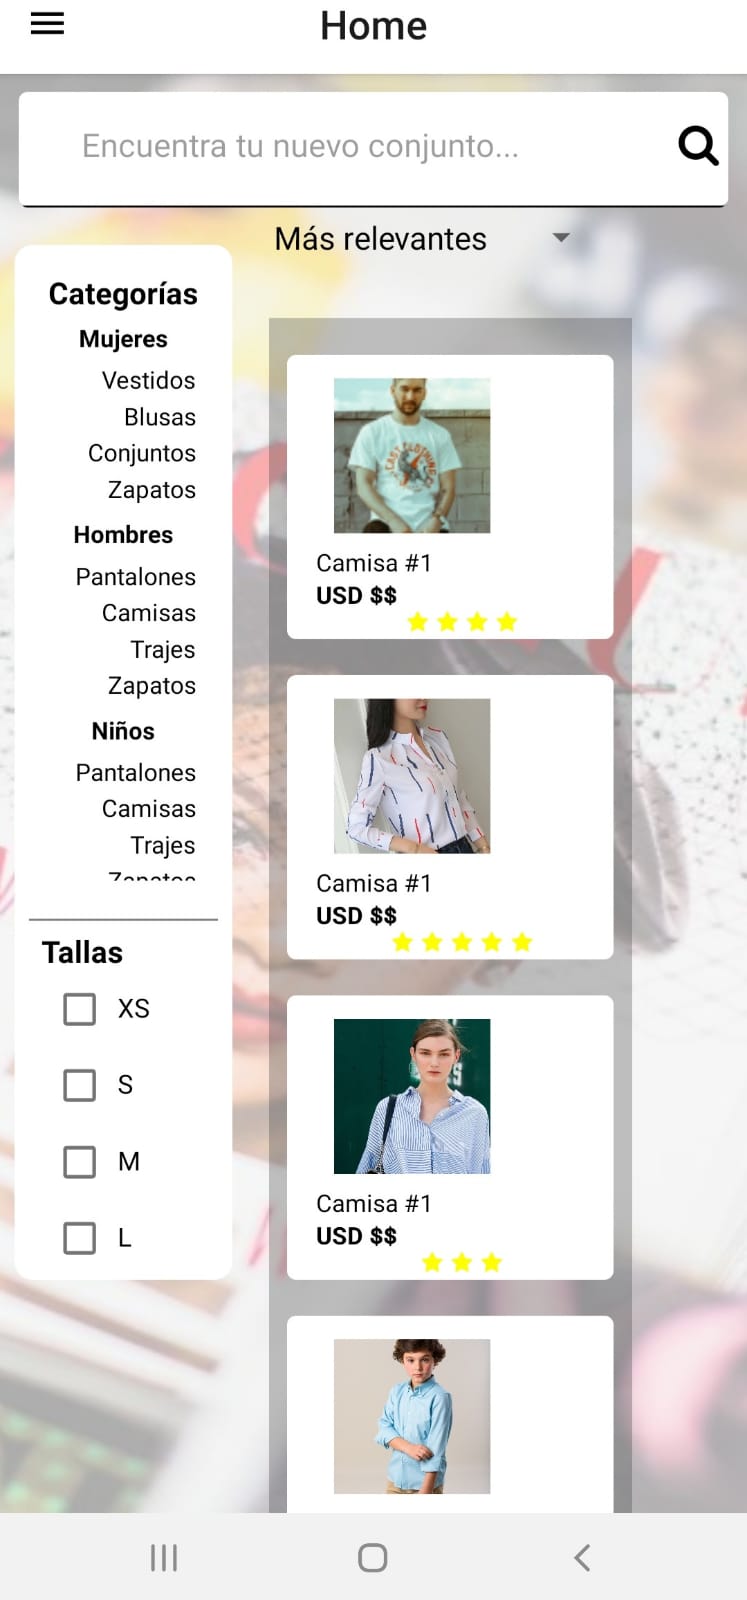 Home
Encuentra tu nuevo conjunto...
Más relevantes
Categorías
Mujeres
Vestidos
Blusas
Conjuntos
Zapatos
Hombres
Pantalones
Camisas
Trajes
Zapatos
Niños
Pantalones
Camisas
Trajes
Zapatos
Tallas
XS
S
M
L
Camisa #1
USD $$
Camisa #1
USD $$
Camisa #1
USD $$